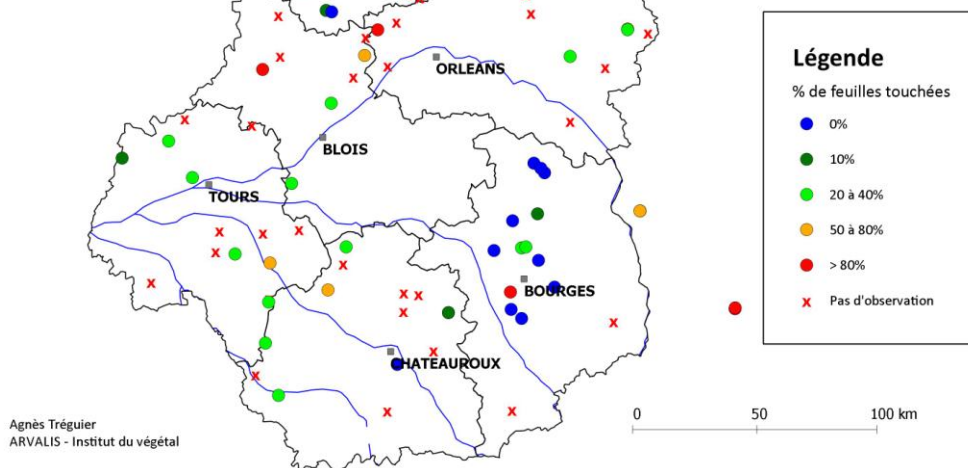 ORLEANS
BLOIS
TOURS
BOURGES
CHATEAUROUX
Légende
% de feuilles touchées
0%
10%
20 à 40%
50 à 80%
> 80%
x Pas d'observation
0 50 100 km
Agnès Tréguier
ARVALIS - Institut du végétal